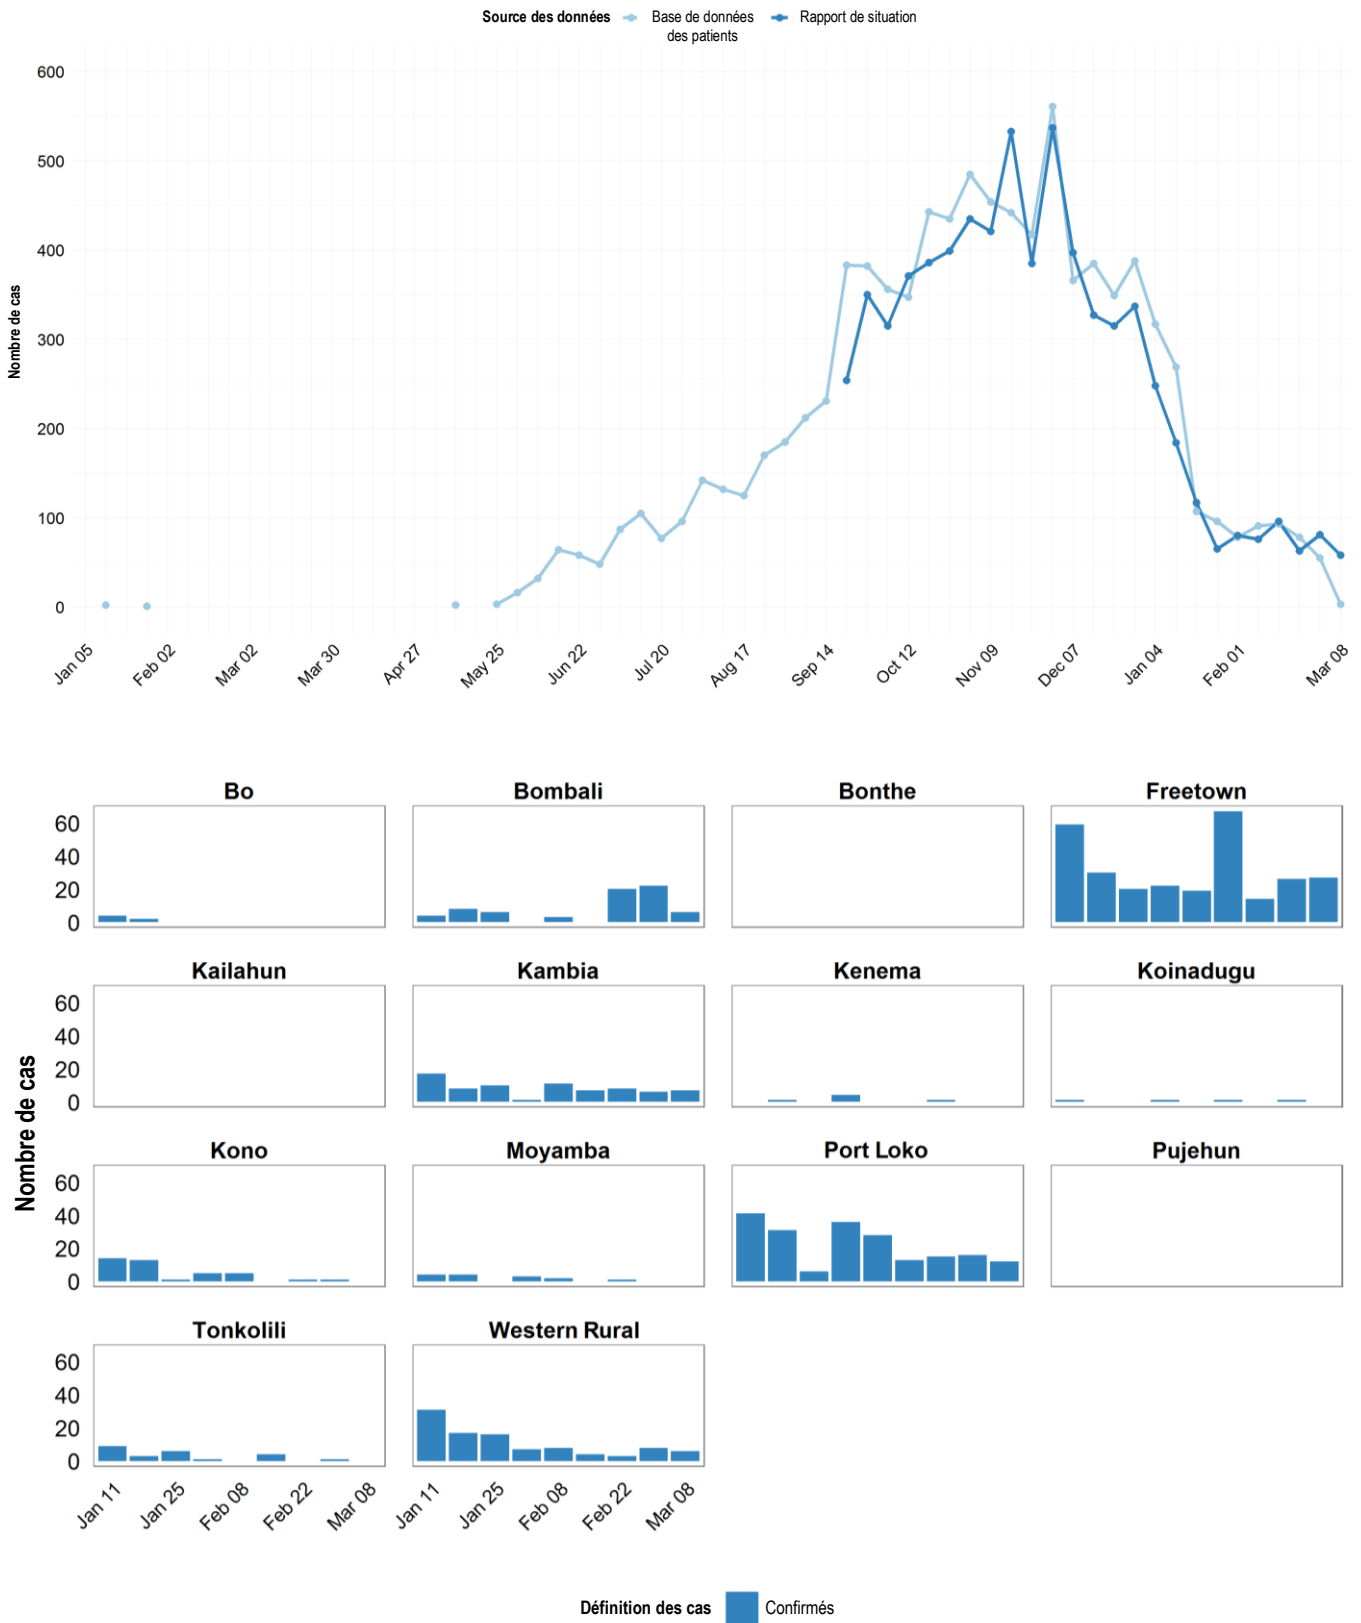 Source des données Base de données Rapport de situation
des patients
600
500
400
300
200
100
0
Nombre de cas
Jan 05 Feb 02 Mar 02 Mar 30 Apr 27 May 25 Jun 22 Jul 20 Aug 17 Sep 14 Oct 12 Nov 09 Dec 07 Jan 04 Feb 01 Mar 08
Bo Bombali Bonthe Freetown
60
40
20
0
Kailahun Kambia Kenema Koinadugu
60
40
20
0
Nombre de cas
Kono Moyamba Port Loko Pujehun
60
40
20
0
Tonkolili Western Rural
60
40
20
0
Jan 11 Jan 25 Feb 08 Feb 22 Mar 08 Jan 11 Jan 25 Feb 08 Feb 22 Mar 08
Définition des cas Confirmés